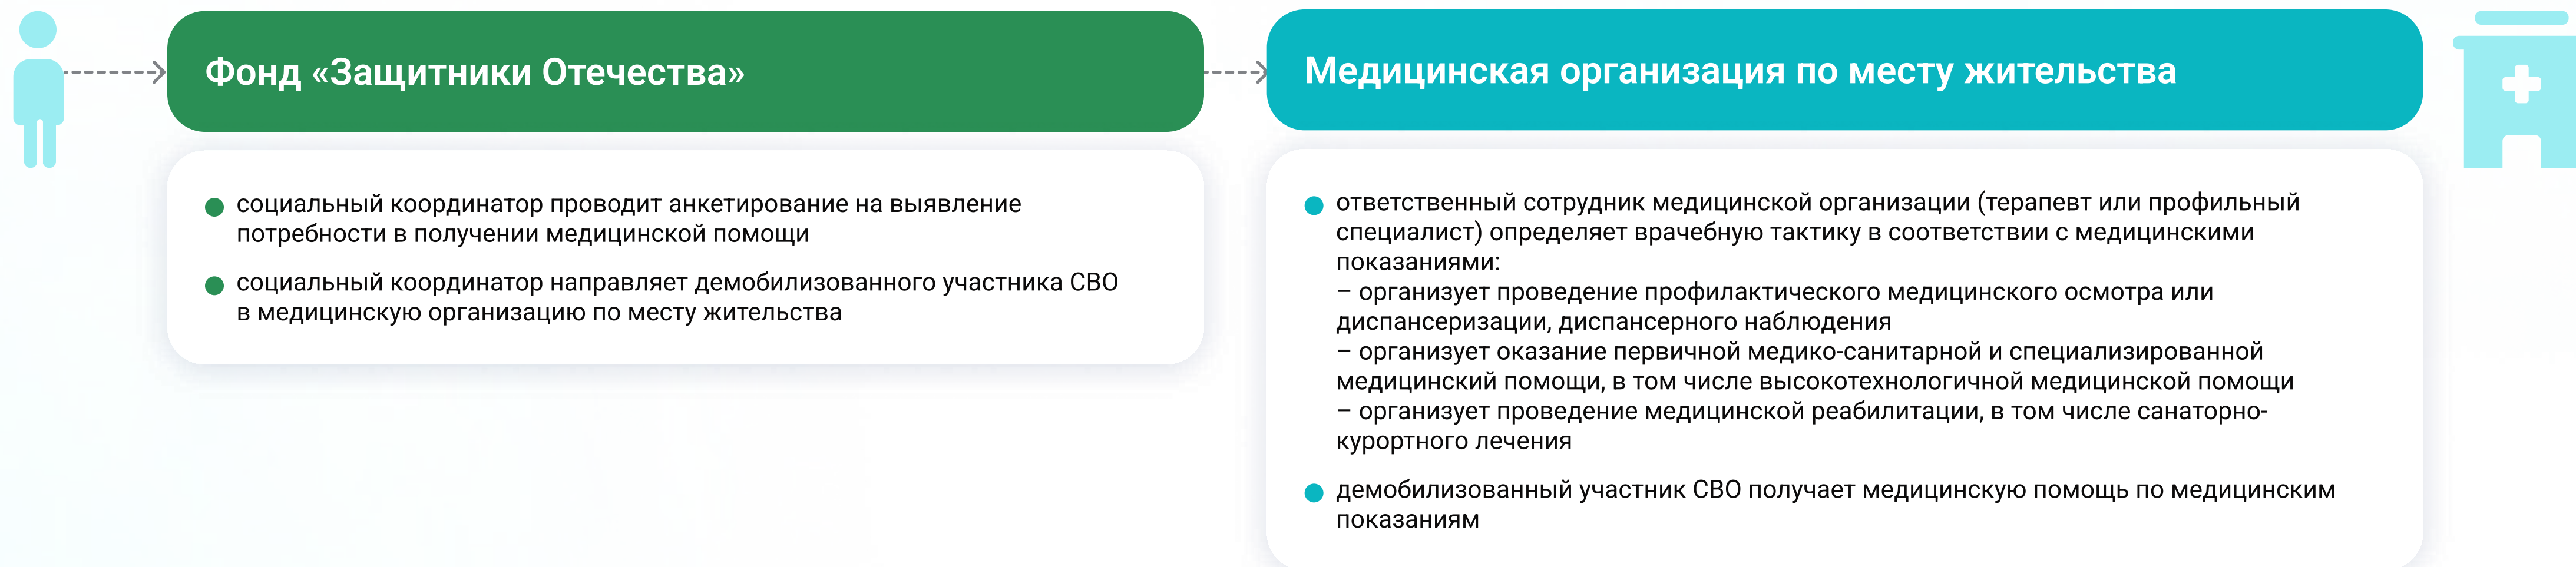 Фонд «Защитники Отечества»
социальный координатор проводит анкетирование на выявление
потребности в получении медицинской помощи
социальный координатор направляет демобилизованного участника СВО
в медицинскую организацию по месту жительства
Медицинская организация по месту жительства
ответственный сотрудник медицинской организации (терапевт или профильный
специалист) определяет врачебную тактику в соответствии с медицинскими
показаниями:
– организует проведение профилактического медицинского осмотра или
диспансеризации, диспансерного наблюдения
– организует оказание первичной медико-санитарной и специализированной
медицинский помощи, в том числе высокотехнологичной медицинской помощи
– организует проведение медицинской реабилитации, в том числе санаторно-
курортного лечения
демобилизованный участник СВО получает медицинскую помощь по медицинским
показаниям